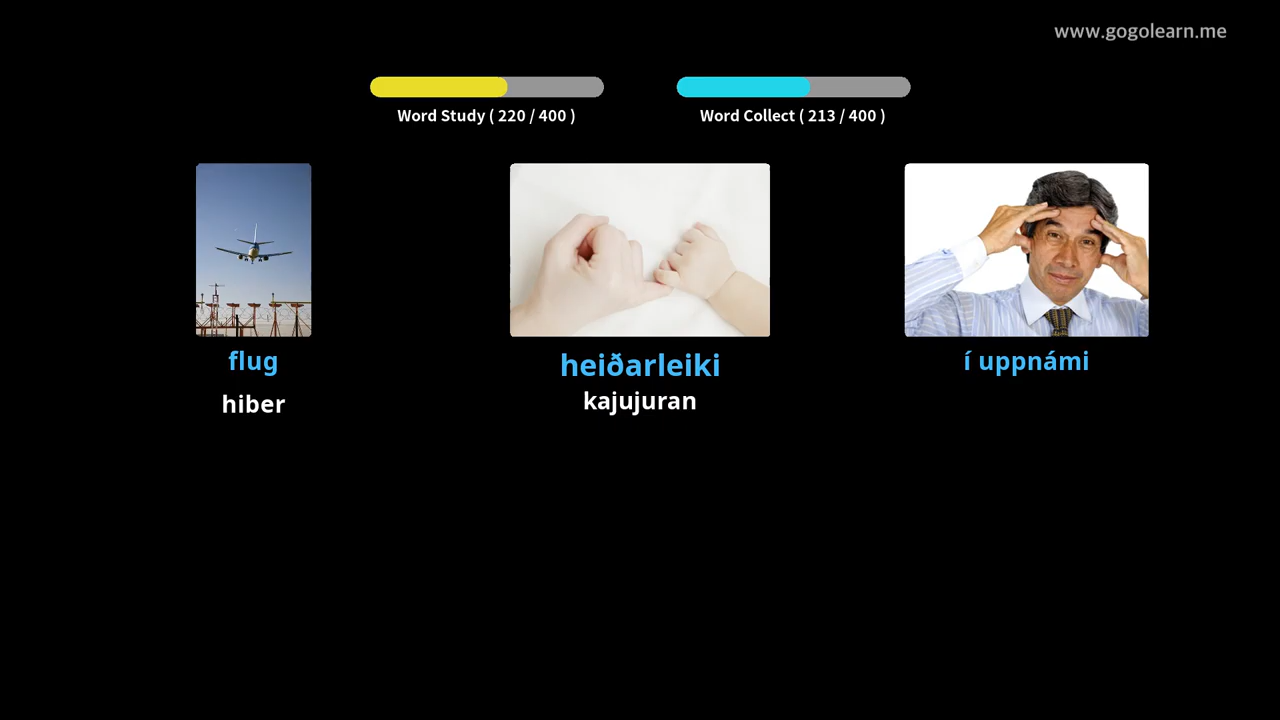 www.gogolearn.me
Word Study ( 220 / 400 )
Word Collect ( 213 / 400 )
flug
hiber
heiðarleiki
kajujuran
í uppnámi